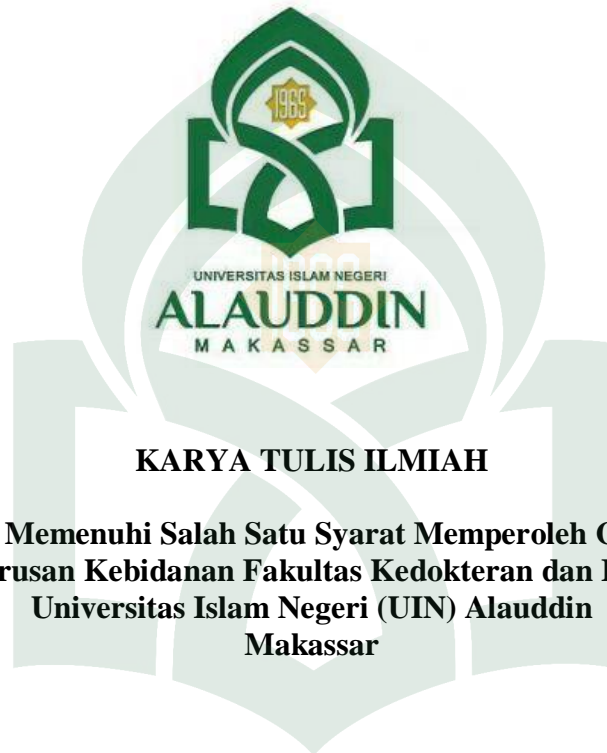 1965
UNIVERSITAS ISLAM NEGERI
ALAUDDIN
MAKASSAR
KARYA TULIS ILMIAH
Memenuhi Salah Satu Syarat Memperoleh
Kebidanan Fakultas Kedokteran dan
Universitas Islam Negeri (UIN) Alauddin
Makassar